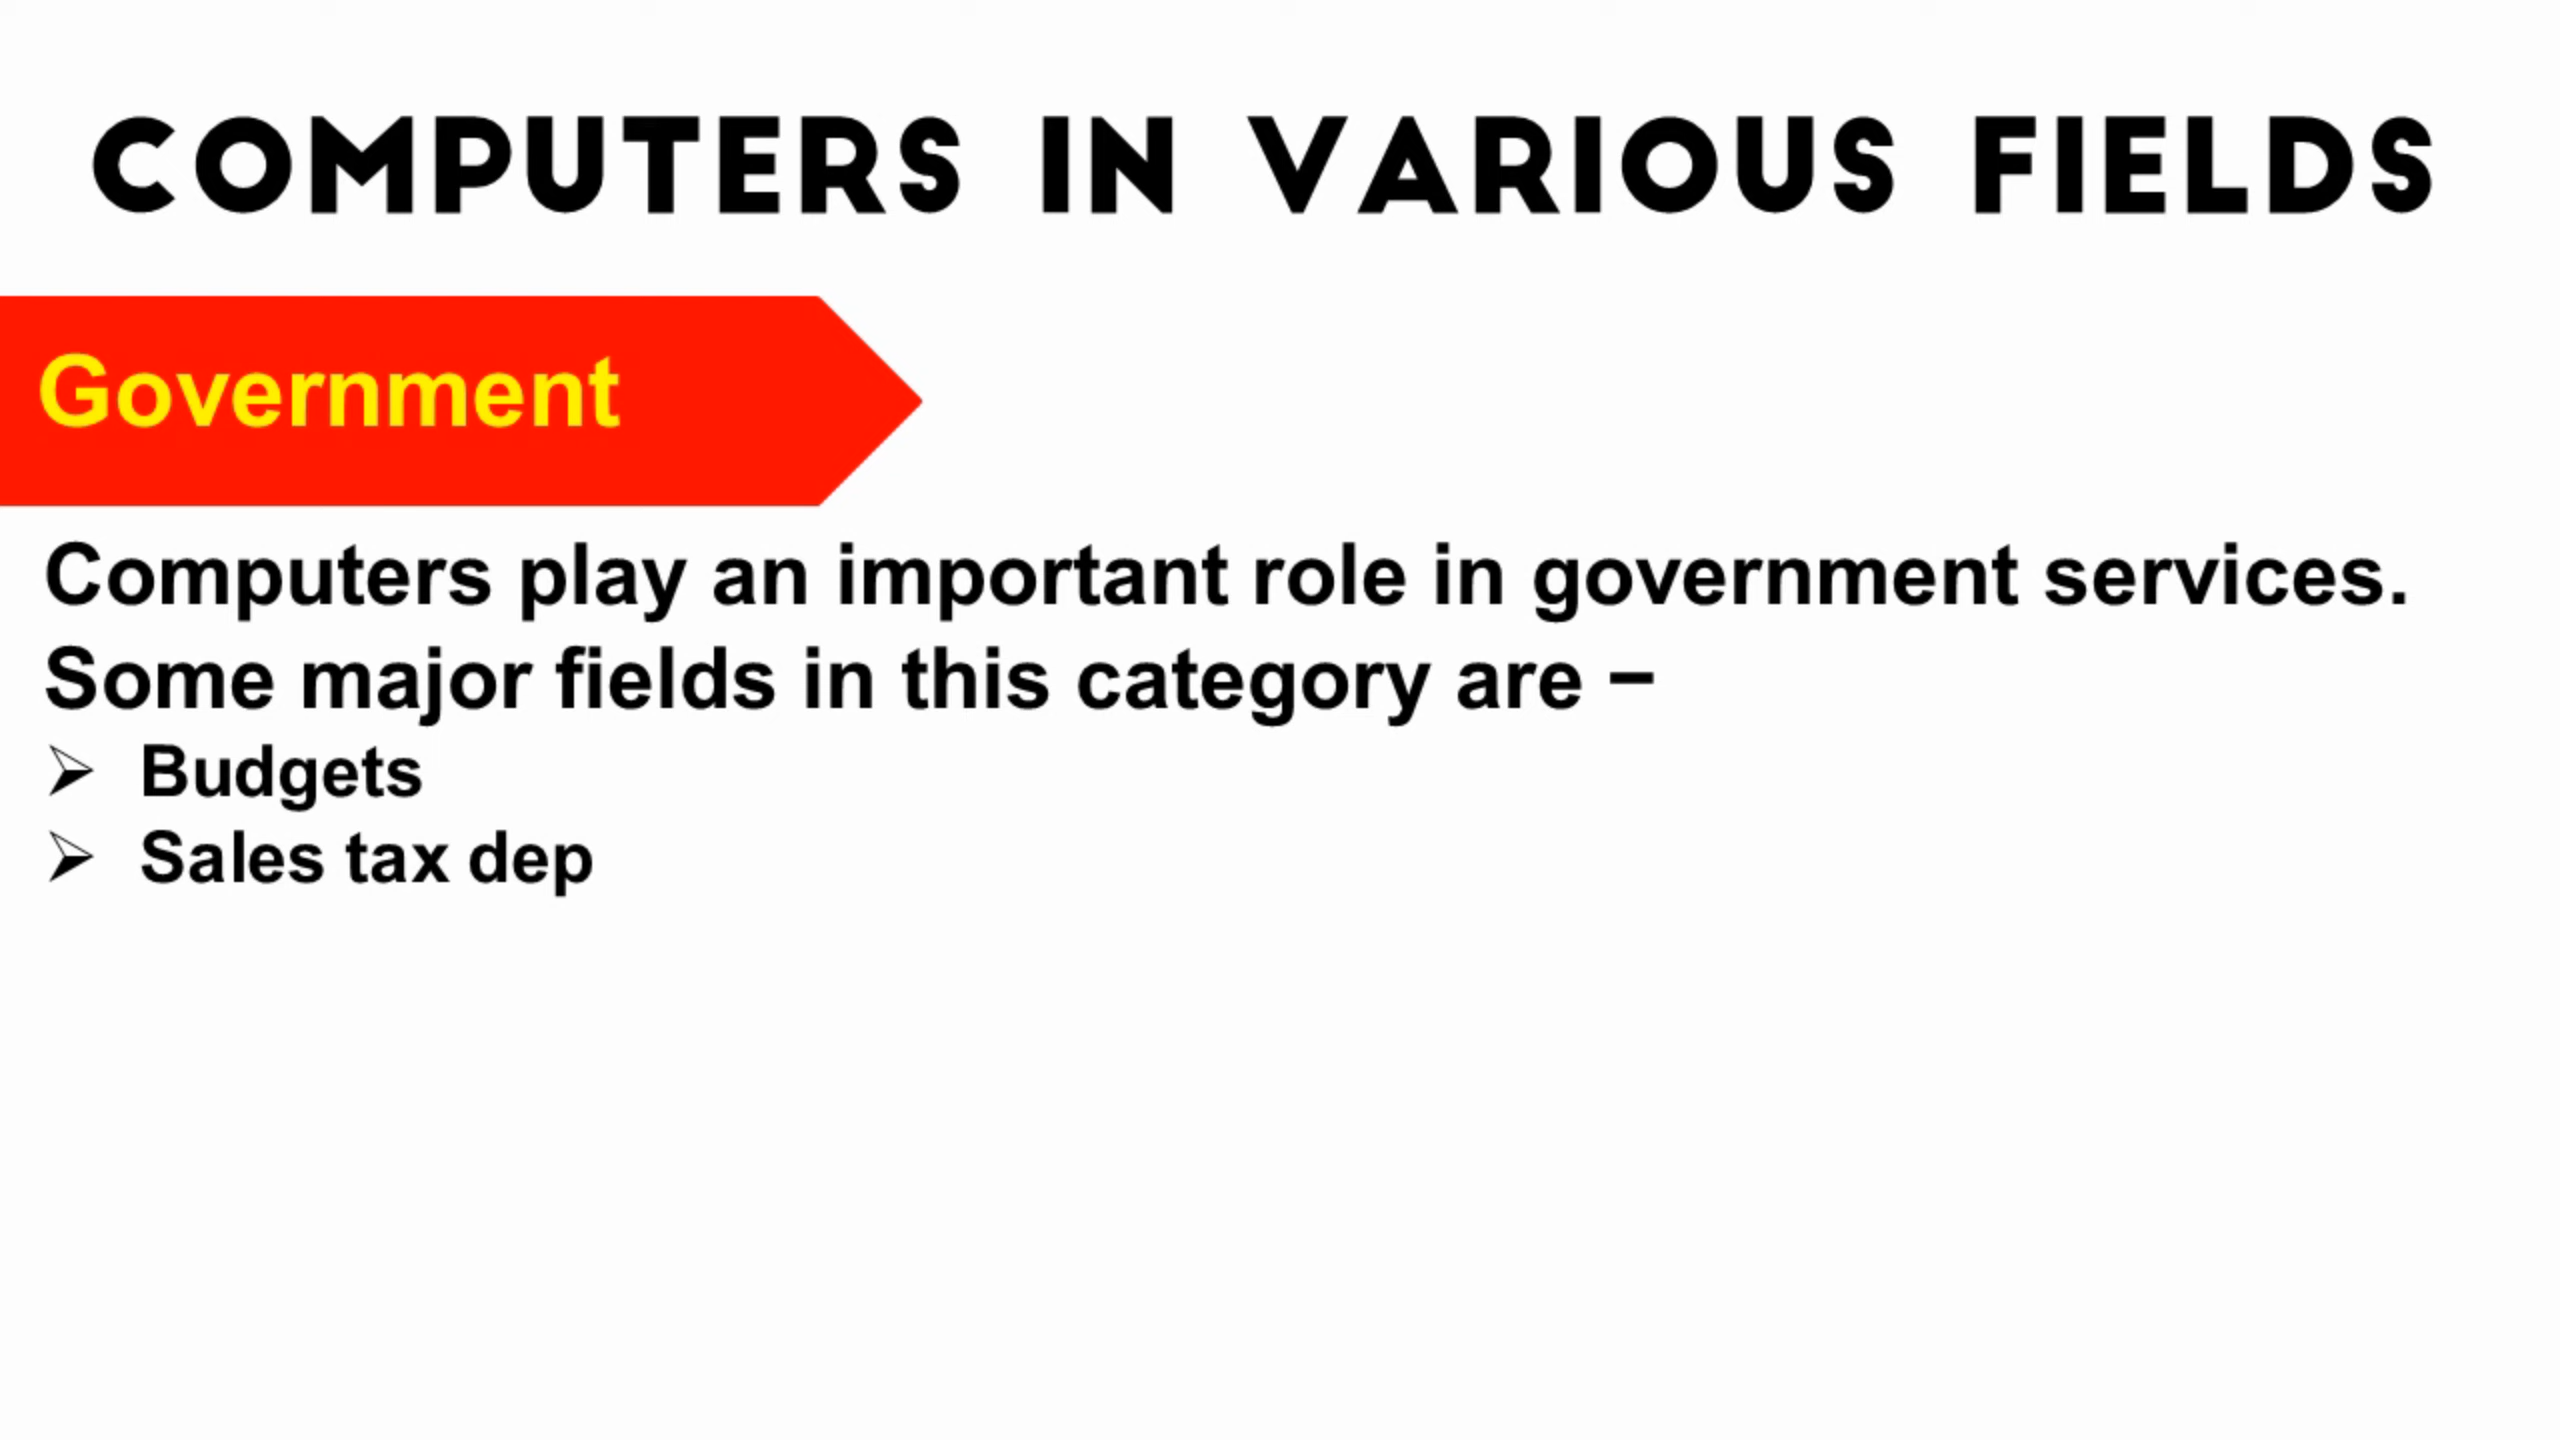 COMPUTERS IN VARIOUS FIELDS
Government
Computers play an important role in government services.
Some major fields in this category are –
➢ Budgets
➢ Sales tax dep